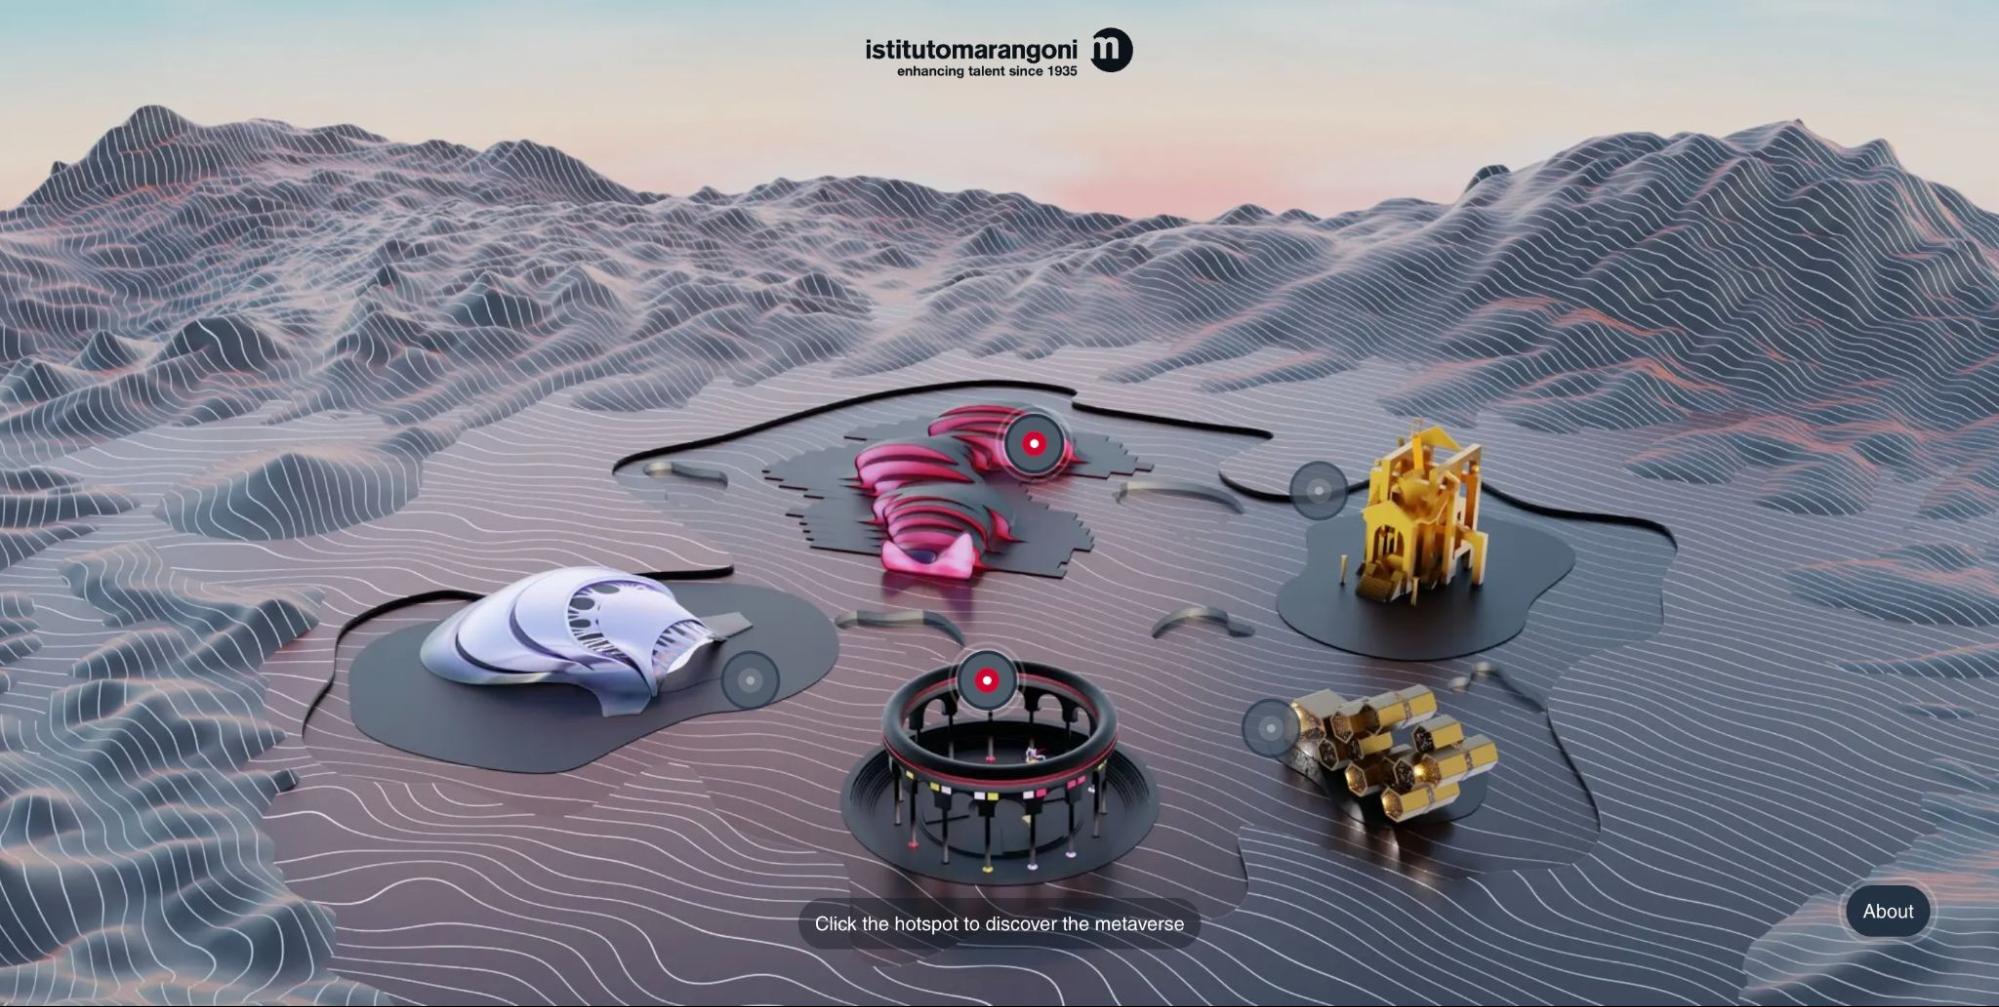 istitutomarangoni m
enhancing talent since 1935
Click the hotspot to discover the metaverse
About